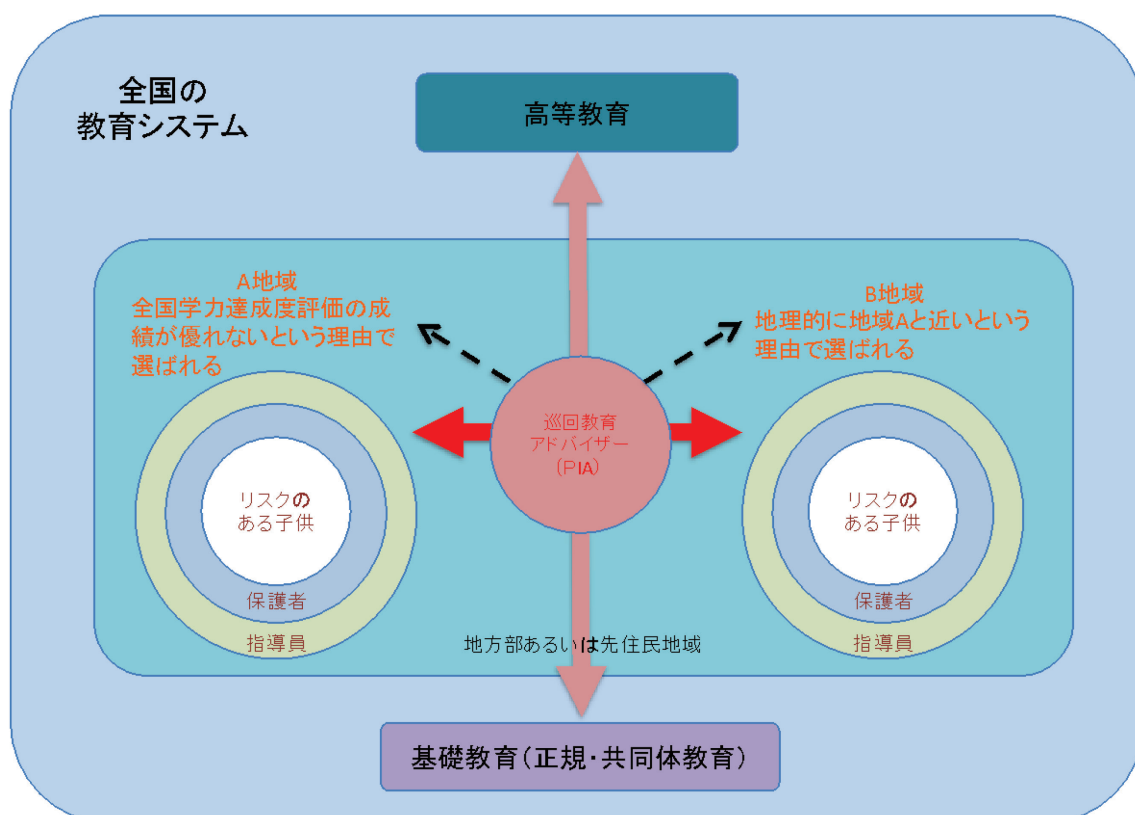 全国の
教育システム
高等教育
A地域
全国学力達成度評価の成
績が優れないという理由で
選ばれる
B地域
地理的に地域Aと近いという
理由で選ばれる
巡回教育
アドバイザー
(PIA)
リスクの
ある子供
保護者
指導員
リスクの
ある子供
保護者
指導員
地方部あるいは先住民地域
基礎教育(正規・共同体教育)